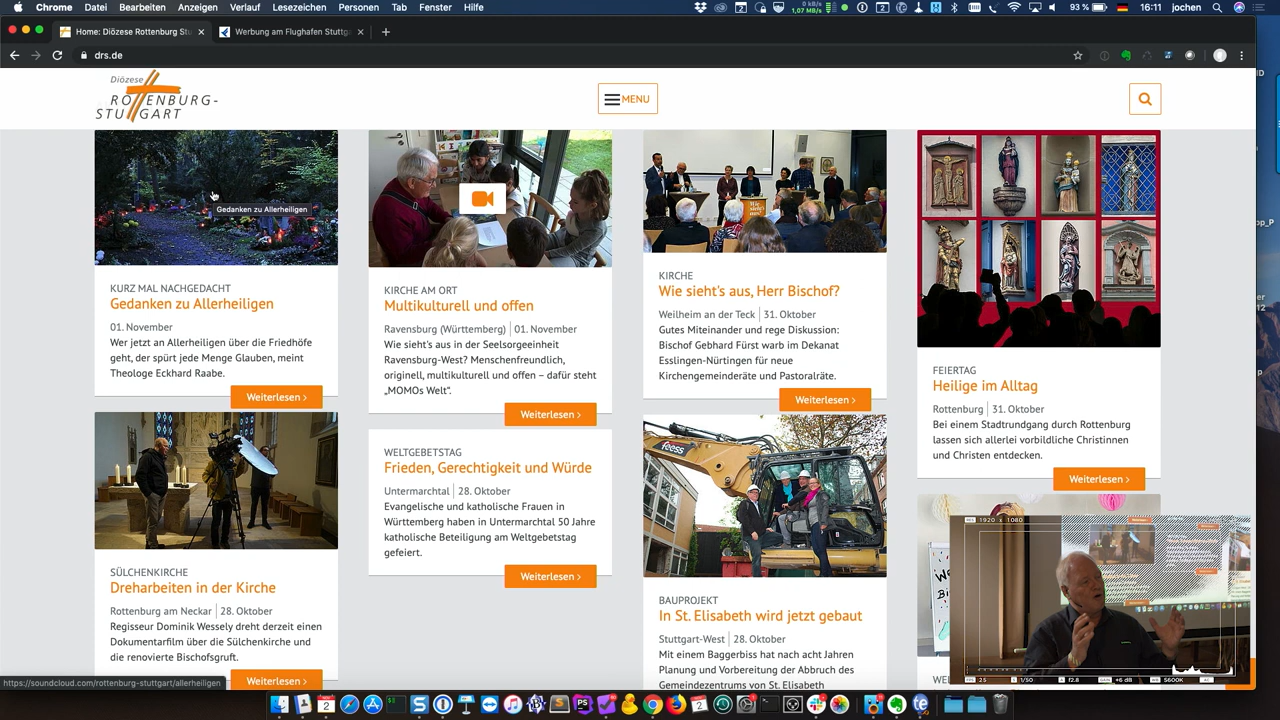 Chrome Datei Bearbeiten Anzeigen Verlauf Lesezeichen Personen Tab Fenster Hilfe
0 kB/s
1,07 MB/s
93 %
16:11 jochen
Home: Diözese Rottenburg Stu
Werbung am Flughafen Stuttga
drs.de
Diözese
ROTTENBURG-
STUTTGART
MENU
Gedanken zu Allerheiligen
KURZ MAL NACHGEDACHT
Gedanken zu Allerheiligen
01. November
Wer jetzt an Allerheiligen über die Friedhöfe
geht, der spürt jede Menge Glauben, meint
Theologe Eckhard Raabe.
Weiterlesen >
SÜLCHENKIRCHE
Dreharbeiten in der Kirche
Rottenburg am Neckar | 28. Oktober
Regisseur Dominik Wessely dreht derzeit einen
Dokumentarfilm über die Sülchenkirche und
die renovierte Bischofsgruft.
Weiterlesen >
KIRCHE AM ORT
Multikulturell und offen
Ravensburg (Württemberg) | 01. November
Wie sieht's aus in der Seelsorgeeinheit
Ravensburg-West? Menschenfreundlich,
originell, multikulturell und offen – dafür steht
„MOMOs Welt“.
Weiterlesen >
WELTGEBETSTAG
Frieden, Gerechtigkeit und Würde
Untermarchtal | 28. Oktober
Evangelische und katholische Frauen in
Württemberg haben in Untermarchtal 50 Jahre
katholische Beteiligung am Weltgebetstag
gefeiert.
Weiterlesen >
KIRCHE
Wie sieht's aus, Herr Bischof?
Weilheim an der Teck | 31. Oktober
Gutes Miteinander und rege Diskussion:
Bischof Gebhard Fürst warb im Dekanat
Esslingen-Nürtingen für neue
Kirchengemeinderäte und Pastoralräte.
Weiterlesen >
feess
BAUPROJEKT
In St. Elisabeth wird jetzt gebaut
Stuttgart-West | 28. Oktober
Mit einem Baggerbiss hat nach acht Jahren
Planung und Vorbereitung der Abbruch des
Gemeindezentrums von St. Elisabeth
FEIERTAG
Heilige im Alltag
Rottenburg | 31. Oktober
Bei einem Stadtrundgang durch Rottenburg
lassen sich allerlei vorbildliche Christinnen
und Christen entdecken.
Weiterlesen >
1920 x 1080
25
1/50
f2.8
+6 dB
5600K
https://soundcloud.com/rottenburg-stuttgart/allerheiligen